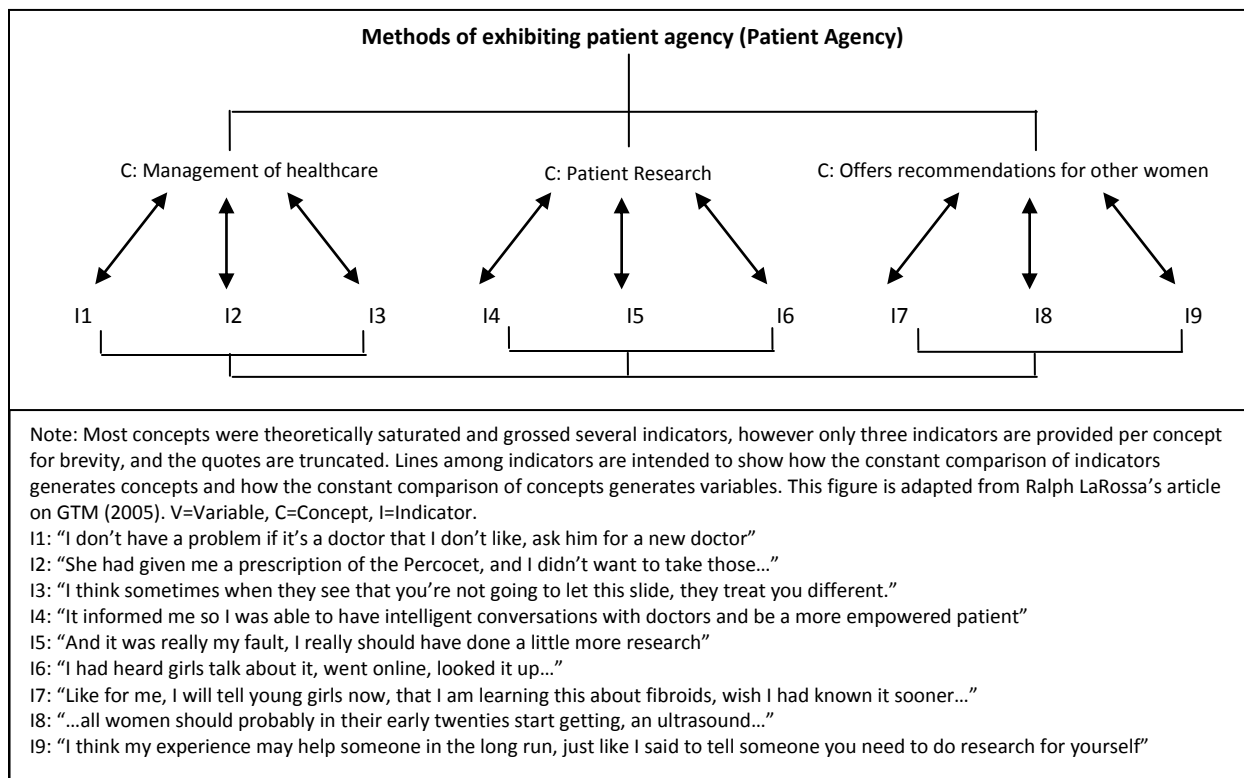 Methods of exhibiting patient agency (Patient Agency)
C: Management of healthcare
C: Patient Research
C: Offers recommendations for other women
I1 I2 I3 I4 I5 I6 I7 I8 I9
Note: Most concepts were theoretically saturated and grossed several indicators, however only three indicators are provided per concept
for brevity, and the quotes are truncated. Lines among indicators are intended to show how the constant comparison of indicators
generates concepts and how the constant comparison of concepts generates variables. This figure is adapted from Ralph LaRossa’s article
on GTM (2005). V=Variable, C=Concept, I=Indicator.
I1: “I don’t have a problem if it’s a doctor that I don’t like, ask him for a new doctor”
I2: “She had given me a prescription of the Percocet, and I didn’t want to take those…”
I3: “I think sometimes when they see that you’re not going to let this slide, they treat you different.”
I4: “It informed me so I was able to have intelligent conversations with doctors and be a more empowered patient”
I5: “And it was really my fault, I really should have done a little more research”
I6: “I had heard girls talk about it, went online, looked it up…”
I7: “Like for me, I will tell young girls now, that I am learning this about fibroids, wish I had known it sooner…”
I8: “…all women should probably in their early twenties start getting, an ultrasound…”
I9: “I think my experience may help someone in the long run, just like I said to tell someone you need to do research for yourself”